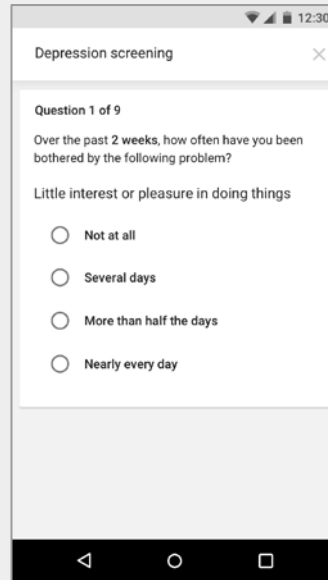 12:30
Depression screening
Question 1 of 9
Over the past 2 weeks, how often have you been
bothered by the following problem?
Little interest or pleasure in doing things
Not at all
Several days
More than half the days
Nearly every day